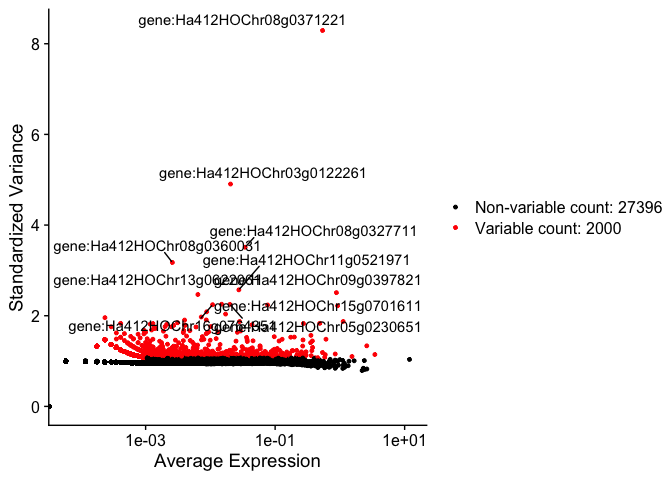 gene:Ha412HOChr08g0371221
8
6
gene:Ha412HOChr03g0122261
Standardized Variance
Non-variable count: 27396
Variable count: 2000
4
gene:Ha412HOChr08g0327711
gene:Ha412HOChr08g0360031
gene:Ha412HOChr11g0521971
gene:Ha412HOChr09g0397821
gene:Ha412HOChr15g0701611
2
gene:Ha412HOChr05g0230651
0
1e-03
1e-01
1e+01
Average Expression